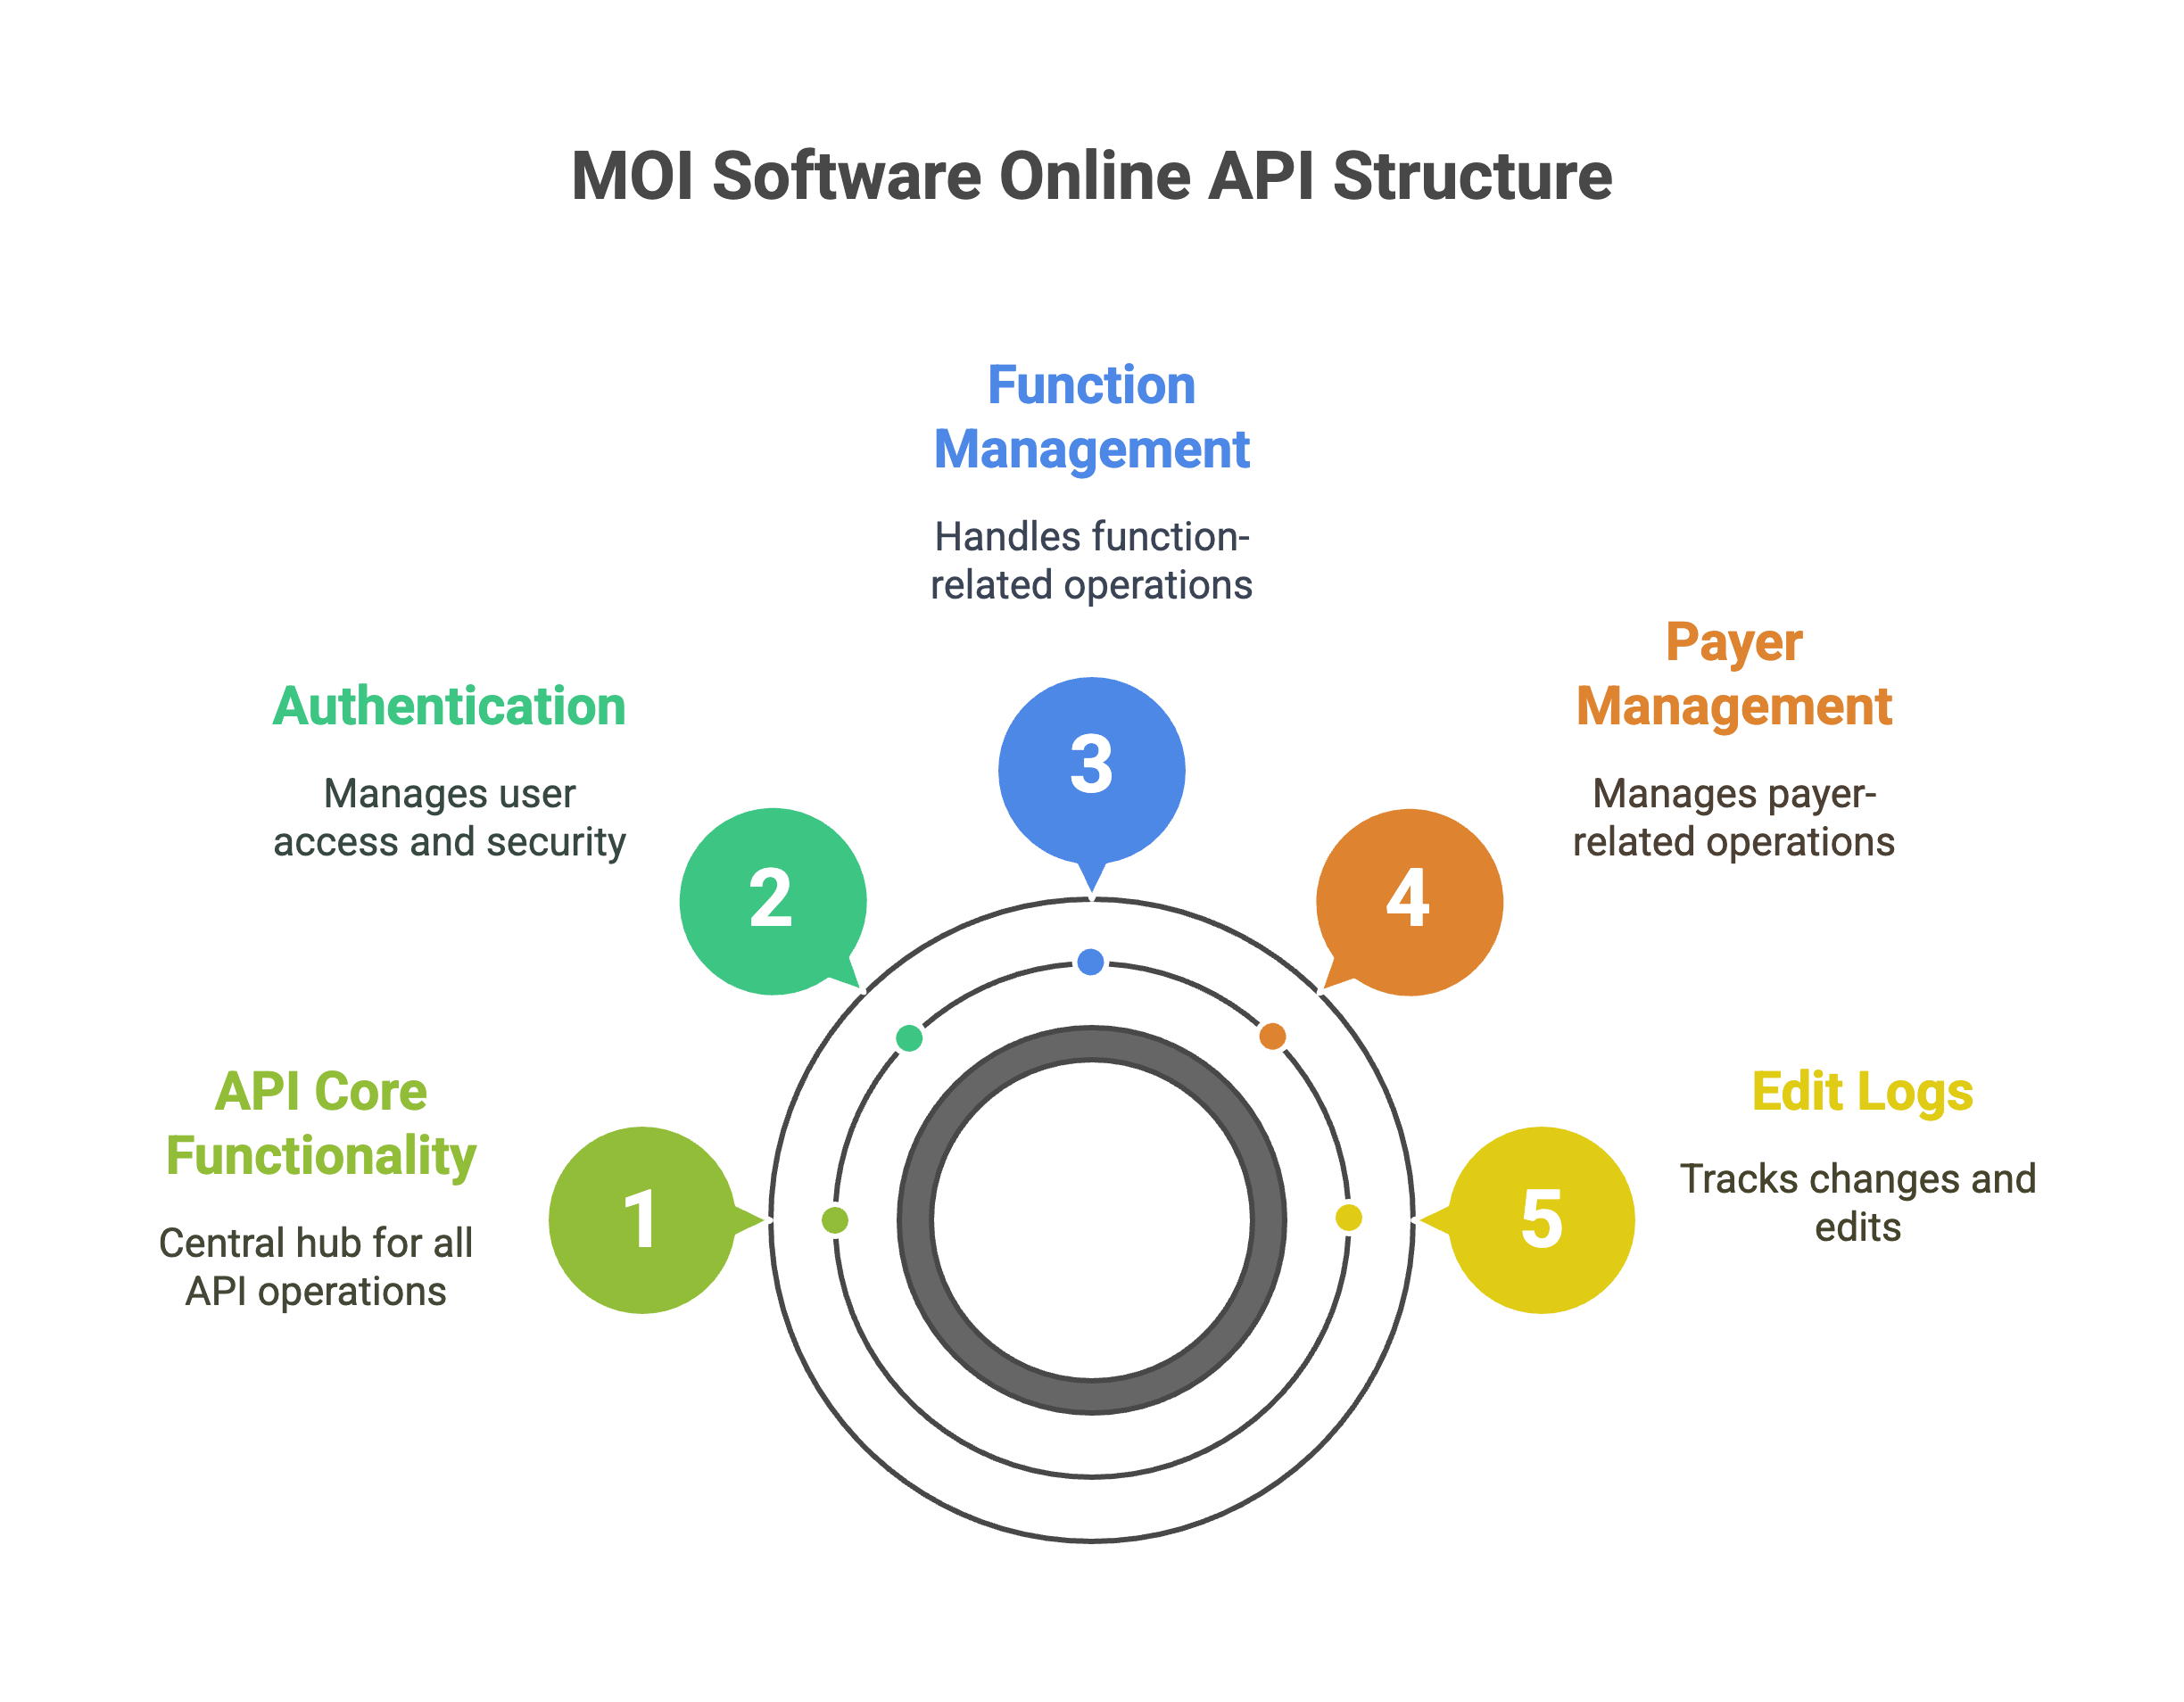 MOI Software Online API Structure
Function
Management
Handles function-
related operations
Payer
Management
Manages payer-
related operations
Authentication
Manages user
access and security
3
2
4
API Core
Functionality
Central hub for all
API operations
1
5
Edit Logs
Tracks changes and
edits